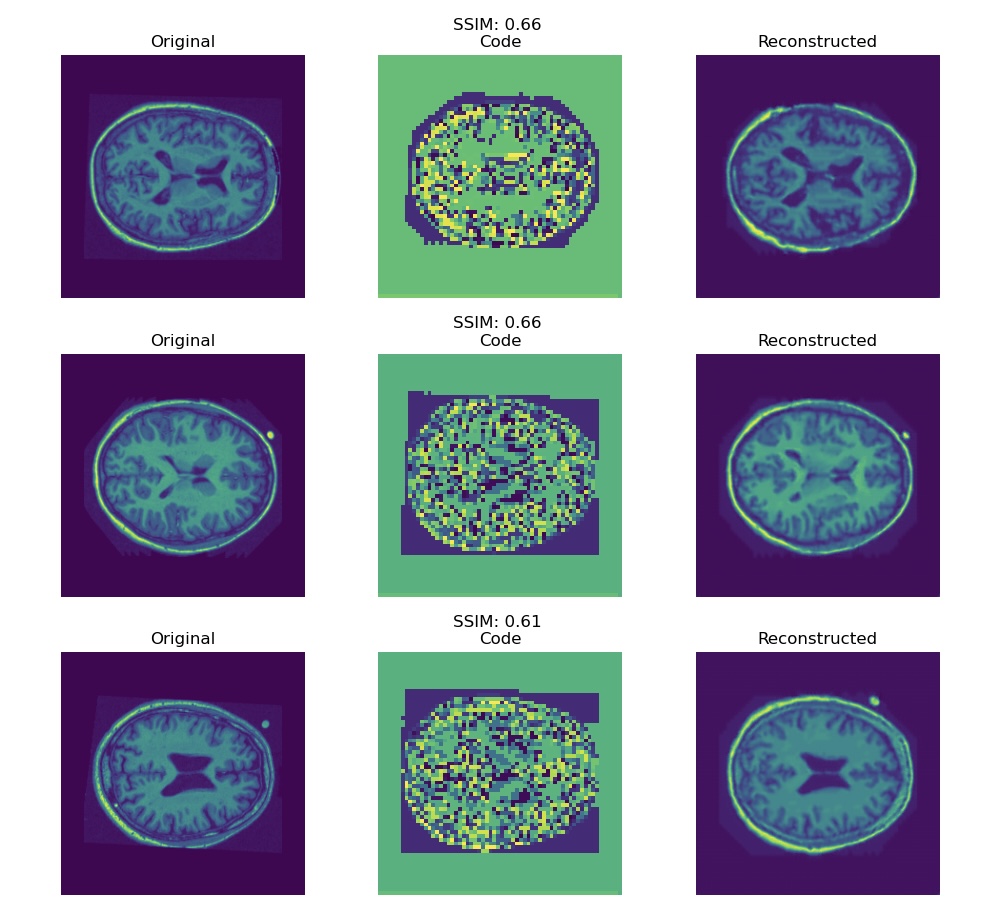 SSIM: 0.66
Original
Code
Reconstructed
SSIM: 0.66
Original
Code
Reconstructed
SSIM: 0.61
Original
Code
Reconstructed